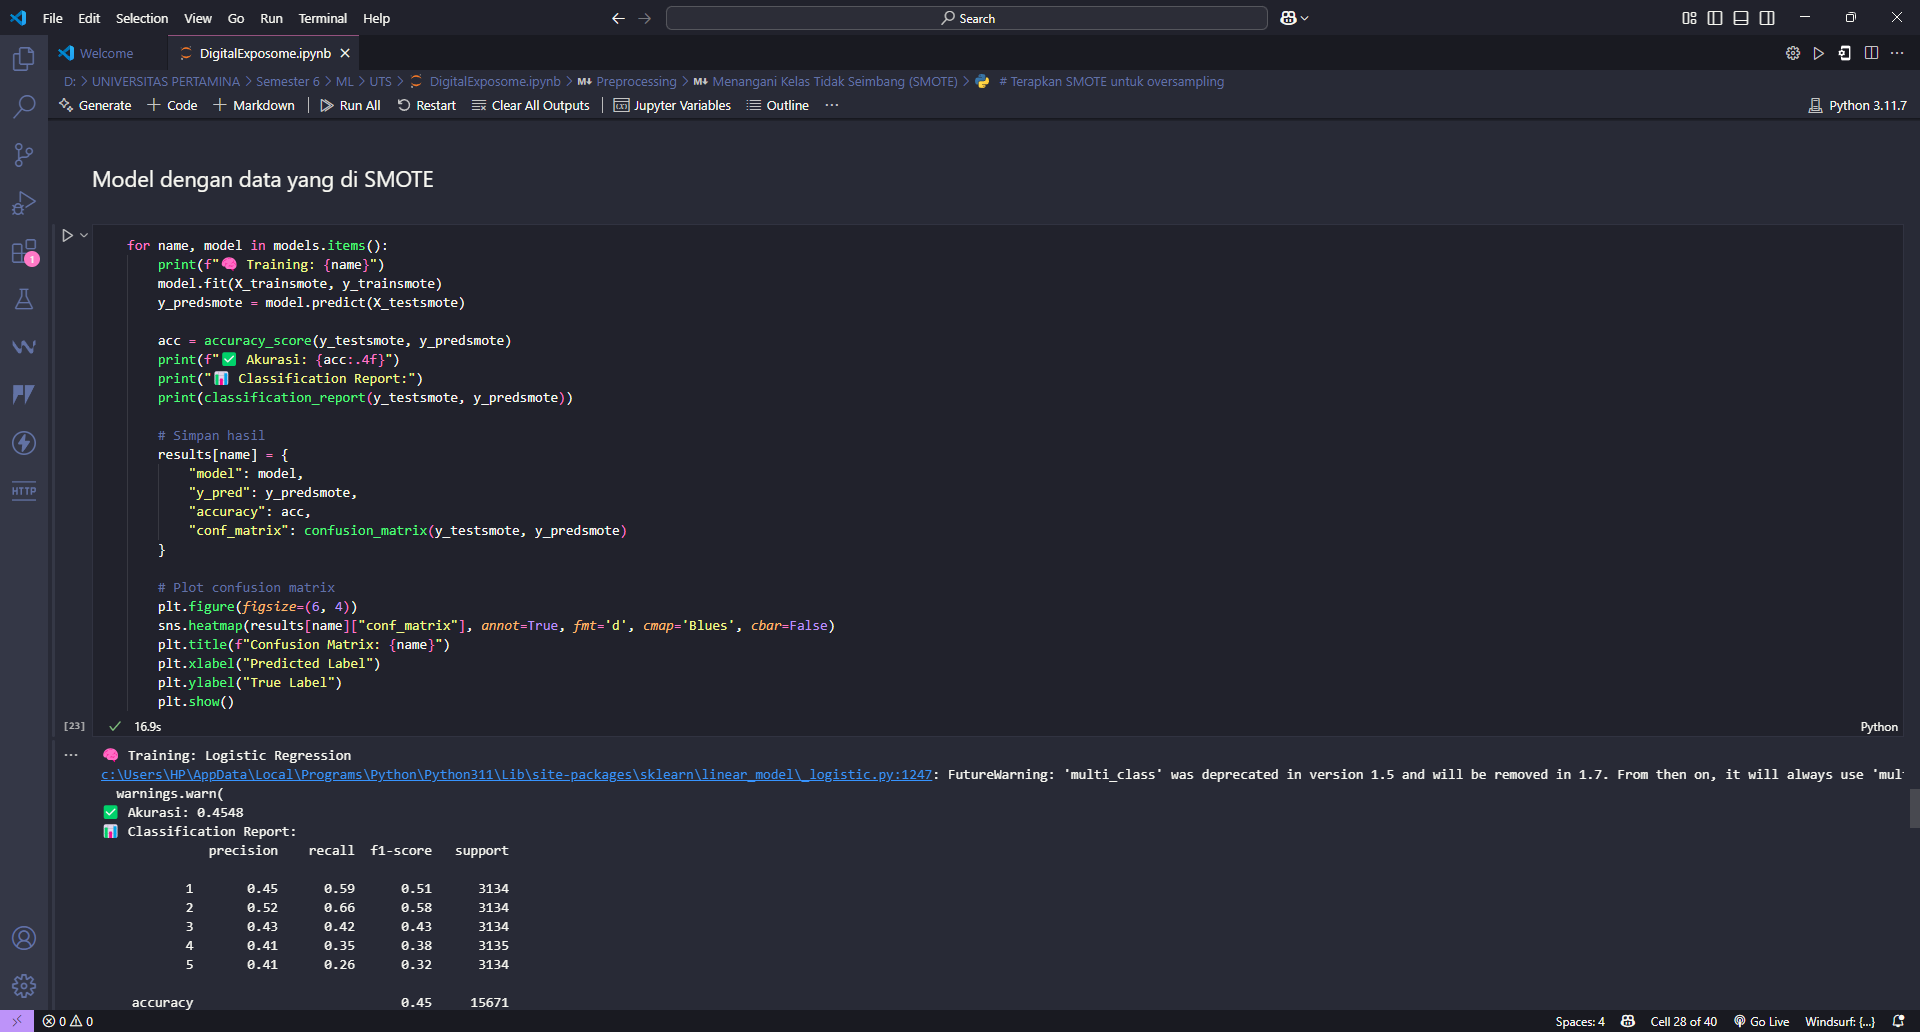 File Edit Selection View Go Run Terminal Help
Search
Welcome
DigitalExposome.ipynb
D: > UNIVERSITAS PERTAMINA > Semester 6 > ML > UTS > DigitalExposome.ipynb > M↓ Preprocessing > M↓ Menangani Kelas Tidak Seimbang (SMOTE) > # Terapkan SMOTE untuk oversampling
Generate + Code + Markdown | Run All Restart Clear All Outputs | Jupyter Variables Outline ...
Python 3.11.7
Model dengan data yang di SMOTE
for name, model in models.items():
    print(f"🧠 Training: {name}")
    model.fit(X_trainsmote, y_trainsmote)
    y_predsmote = model.predict(X_testsmote)
    acc = accuracy_score(y_testsmote, y_predsmote)
    print(f"✅ Akurasi: {acc:.4f}")
    print("📊 Classification Report:")
    print(classification_report(y_testsmote, y_predsmote))
    # Simpan hasil
    results[name] = {
        "model": model,
        "y_pred": y_predsmote,
        "accuracy": acc,
        "conf_matrix": confusion_matrix(y_testsmote, y_predsmote)
    }
    # Plot confusion matrix
    plt.figure(figsize=(6, 4))
    sns.heatmap(results[name]["conf_matrix"], annot=True, fmt='d', cmap='Blues', cbar=False)
    plt.title(f"Confusion Matrix: {name}")
    plt.xlabel("Predicted Label")
    plt.ylabel("True Label")
    plt.show()
[23] ✓ 16.9s
Python
🧠 Training: Logistic Regression
c:\Users\HP\AppData\Local\Programs\Python\Python311\Lib\site-packages\sklearn\linear_model\_logistic.py:1247: FutureWarning: 'multi_class' was deprecated in version 1.5 and will be removed in 1.7. From then on, it will always use 'mul
  warnings.warn(
✅ Akurasi: 0.4548
📊 Classification Report:
precision recall f1-score support
1 0.45 0.59 0.51 3134
2 0.52 0.66 0.58 3134
3 0.43 0.42 0.43 3134
4 0.41 0.35 0.38 3135
5 0.41 0.26 0.32 3134
accuracy 0.45 15671
1
HTTP
0 0
Spaces: 4
Cell 28 of 40
Go Live
Windsurf: {...}